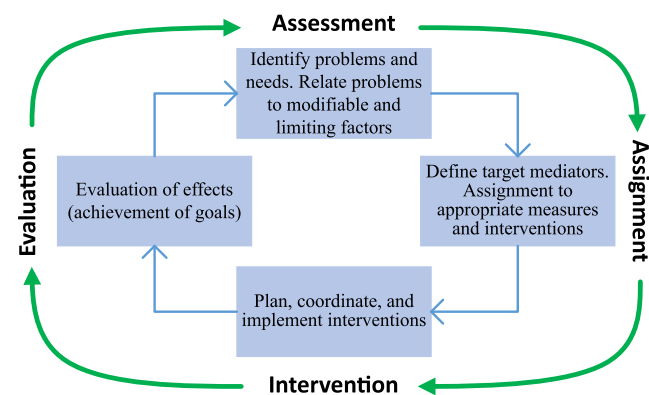 Assessment
Identify problems and
needs. Relate problems
to modifiable and
limiting factors
Assignment
Define target mediators.
Assignment to
appropriate measures
and interventions
Intervention
Plan, coordinate, and
implement interventions
Evaluation
Evaluation of effects
(achievement of goals)